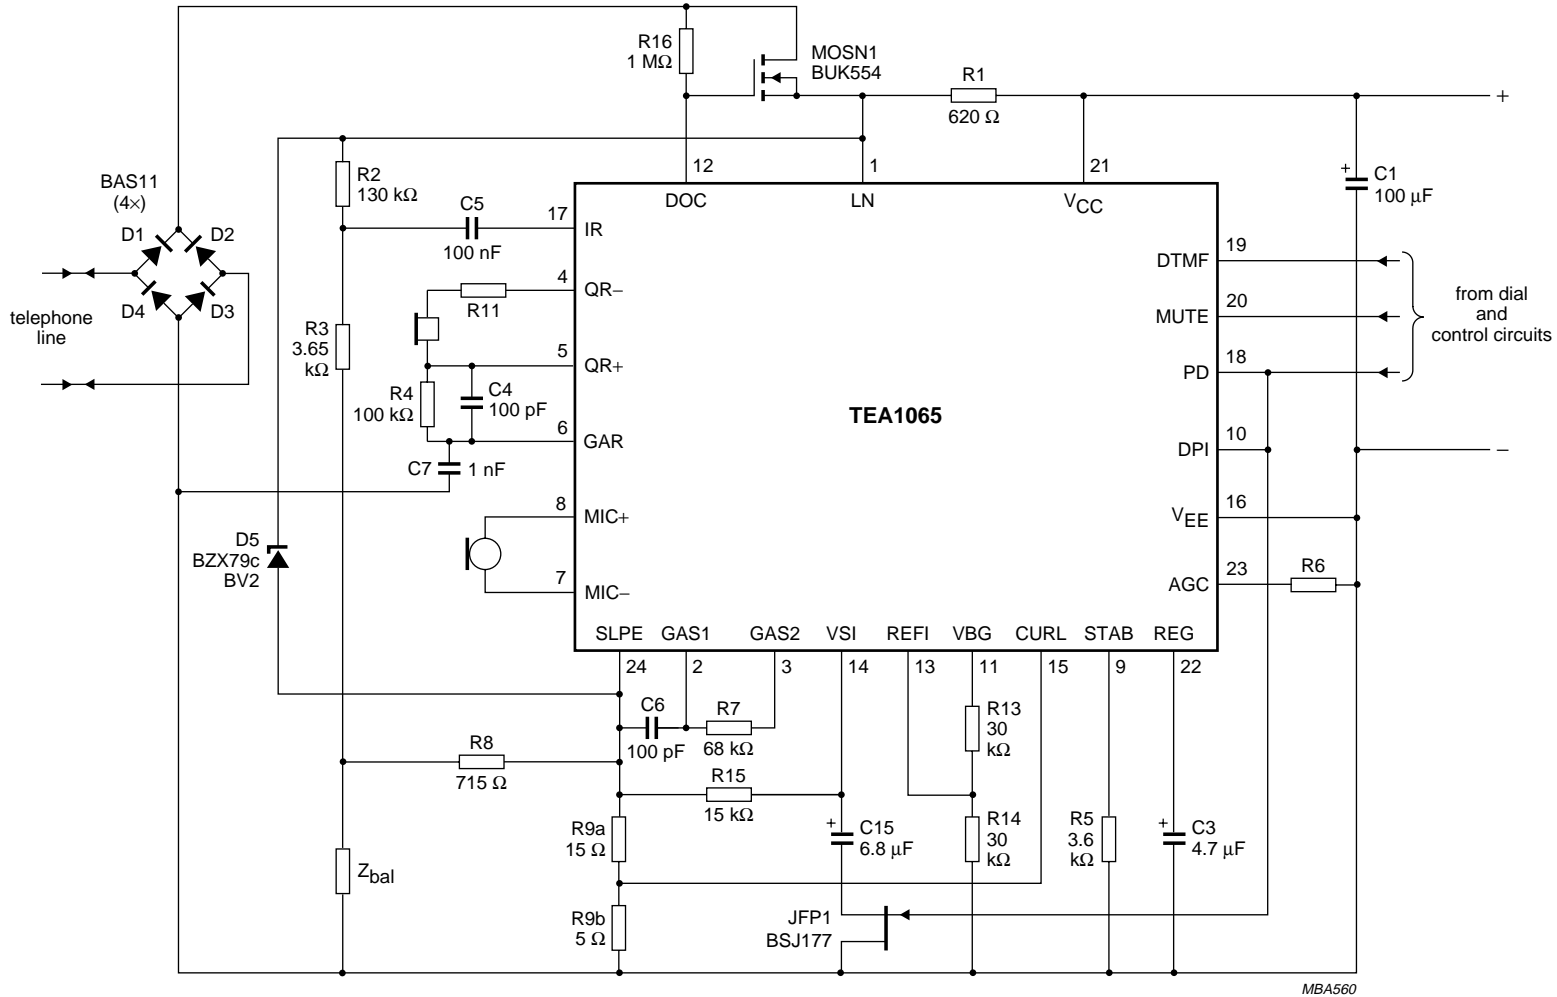 R16
1 MΩ
MOSN1
BUK554
R1
620 Ω
+
12
1
21
DOC
LN
VCC
+
C1
100 µF
BAS11
(4×)
D1
D2
D4
D3
telephone
line
R2
130 kΩ
C5
100 nF
17
IR
4
QR−
R11
R3
3.65
kΩ
5
QR+
R4
100 kΩ
C4
100 pF
6
GAR
C7
1 nF
8
MIC+
7
MIC−
D5
BZX79c
BV2
TEA1065
19
DTMF
20
MUTE
18
PD
from dial
and
control circuits
10
DPI
−
16
VEE
23
AGC
R6
SLPE
GAS1
GAS2
VSI
REFI
VBG
CURL
STAB
REG
24
2
3
14
13
11
15
9
22
C6
100 pF
R7
68 kΩ
R13
30
kΩ
R8
715 Ω
R15
15 kΩ
R9a
15 Ω
+
C15
6.8 µF
R14
30
kΩ
R5
3.6
kΩ
+
C3
4.7 µF
Zbal
R9b
5 Ω
JFP1
BSJ177
MBA560